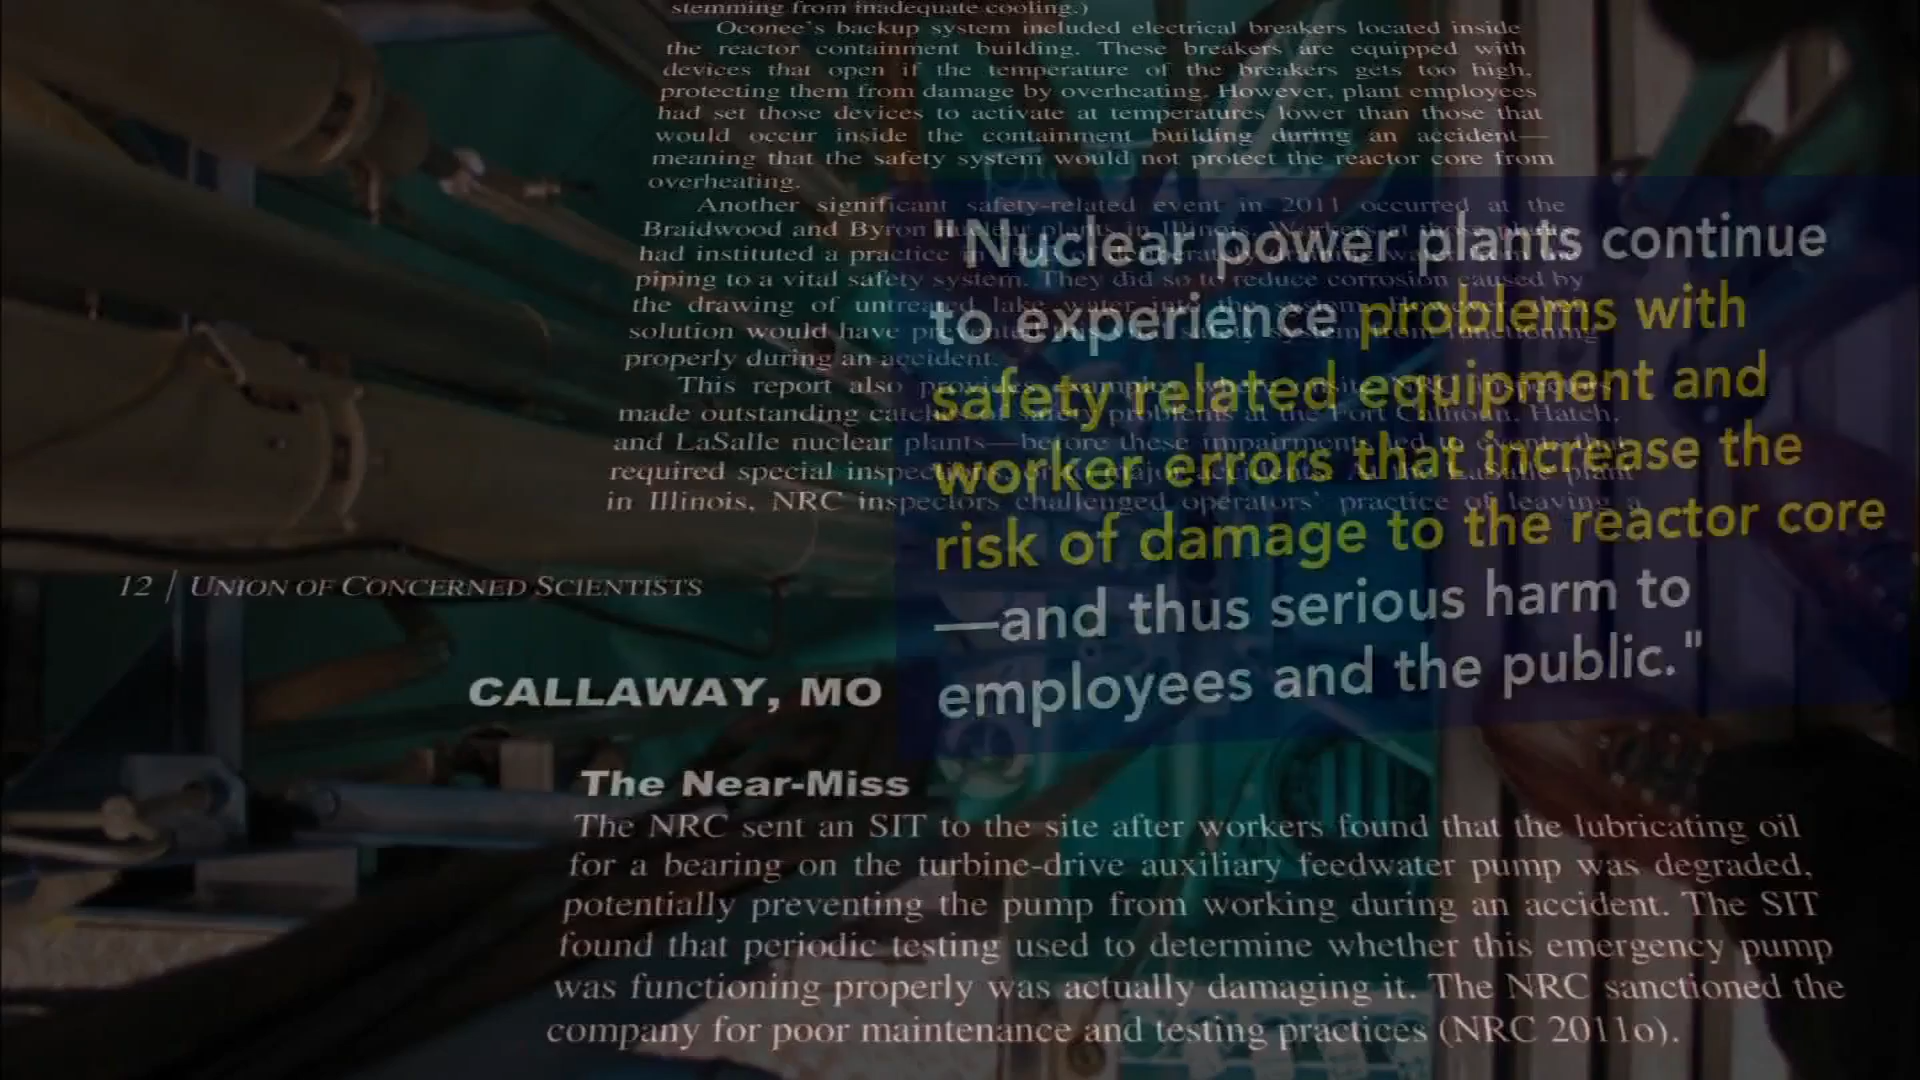 stemming from inadequate cooling.)
Oconee's backup system included electrical breakers located inside
the reactor containment building. These breakers are equipped with
devices that open if the temperature of the breakers gets too high,
protecting them from damage by overheating. However, plant employees
had set those devices to activate at temperatures lower than those that
would occur inside the containment building during an accident—
meaning that the safety system would not protect the reactor core from
overheating.
Another significant safety-related event in 2011 occurred at the
Braidwood and Byron
had instituted a practice
piping to a vital safety system. They did so to reduce corrosion caused by
the drawing of untreated lake water into the system.
solution would have prevented functioning
properly during an accident.
This report also provides examples
made outstanding catches of safety problems at the Fort Calhoun, Hatch,
and LaSalle nuclear plants—before these impairments led to events that
required special inspections LaSalle plant
in Illinois, NRC inspectors challenged operators' practice of leaving a
"Nuclear power plants continue
to experience problems with
safety related equipment and
worker errors that increase the
risk of damage to the reactor core
—and thus serious harm to
employees and the public."
12 / UNION OF CONCERNED SCIENTISTS
CALLAWAY, MO
The Near-Miss
The NRC sent an SIT to the site after workers found that the lubricating oil
for a bearing on the turbine-drive auxiliary feedwater pump was degraded,
potentially preventing the pump from working during an accident. The SIT
found that periodic testing used to determine whether this emergency pump
was functioning properly was actually damaging it. The NRC sanctioned the
company for poor maintenance and testing practices (NRC 2011o).